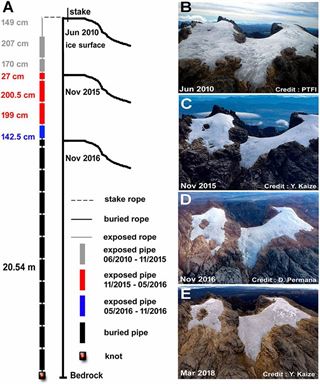 A
stake
149 cm
Jun 2010
ice surface
207 cm
170 cm
27 cm
Nov 2015
200.5 cm
199 cm
142.5 cm
Nov 2016
20.54 m
stake rope
buried rope
exposed rope
exposed pipe
06/2010 - 11/2015
exposed pipe
11/2015 - 05/2016
exposed pipe
05/2016 - 11/2016
buried pipe
knot
Bedrock
B
Jun 2010
Credit : PTFI
C
Nov 2015
Credit : Y. Kaize
D
Nov 2016
Credit : D. Permana
E
Mar 2018
Credit : Y. Kaize